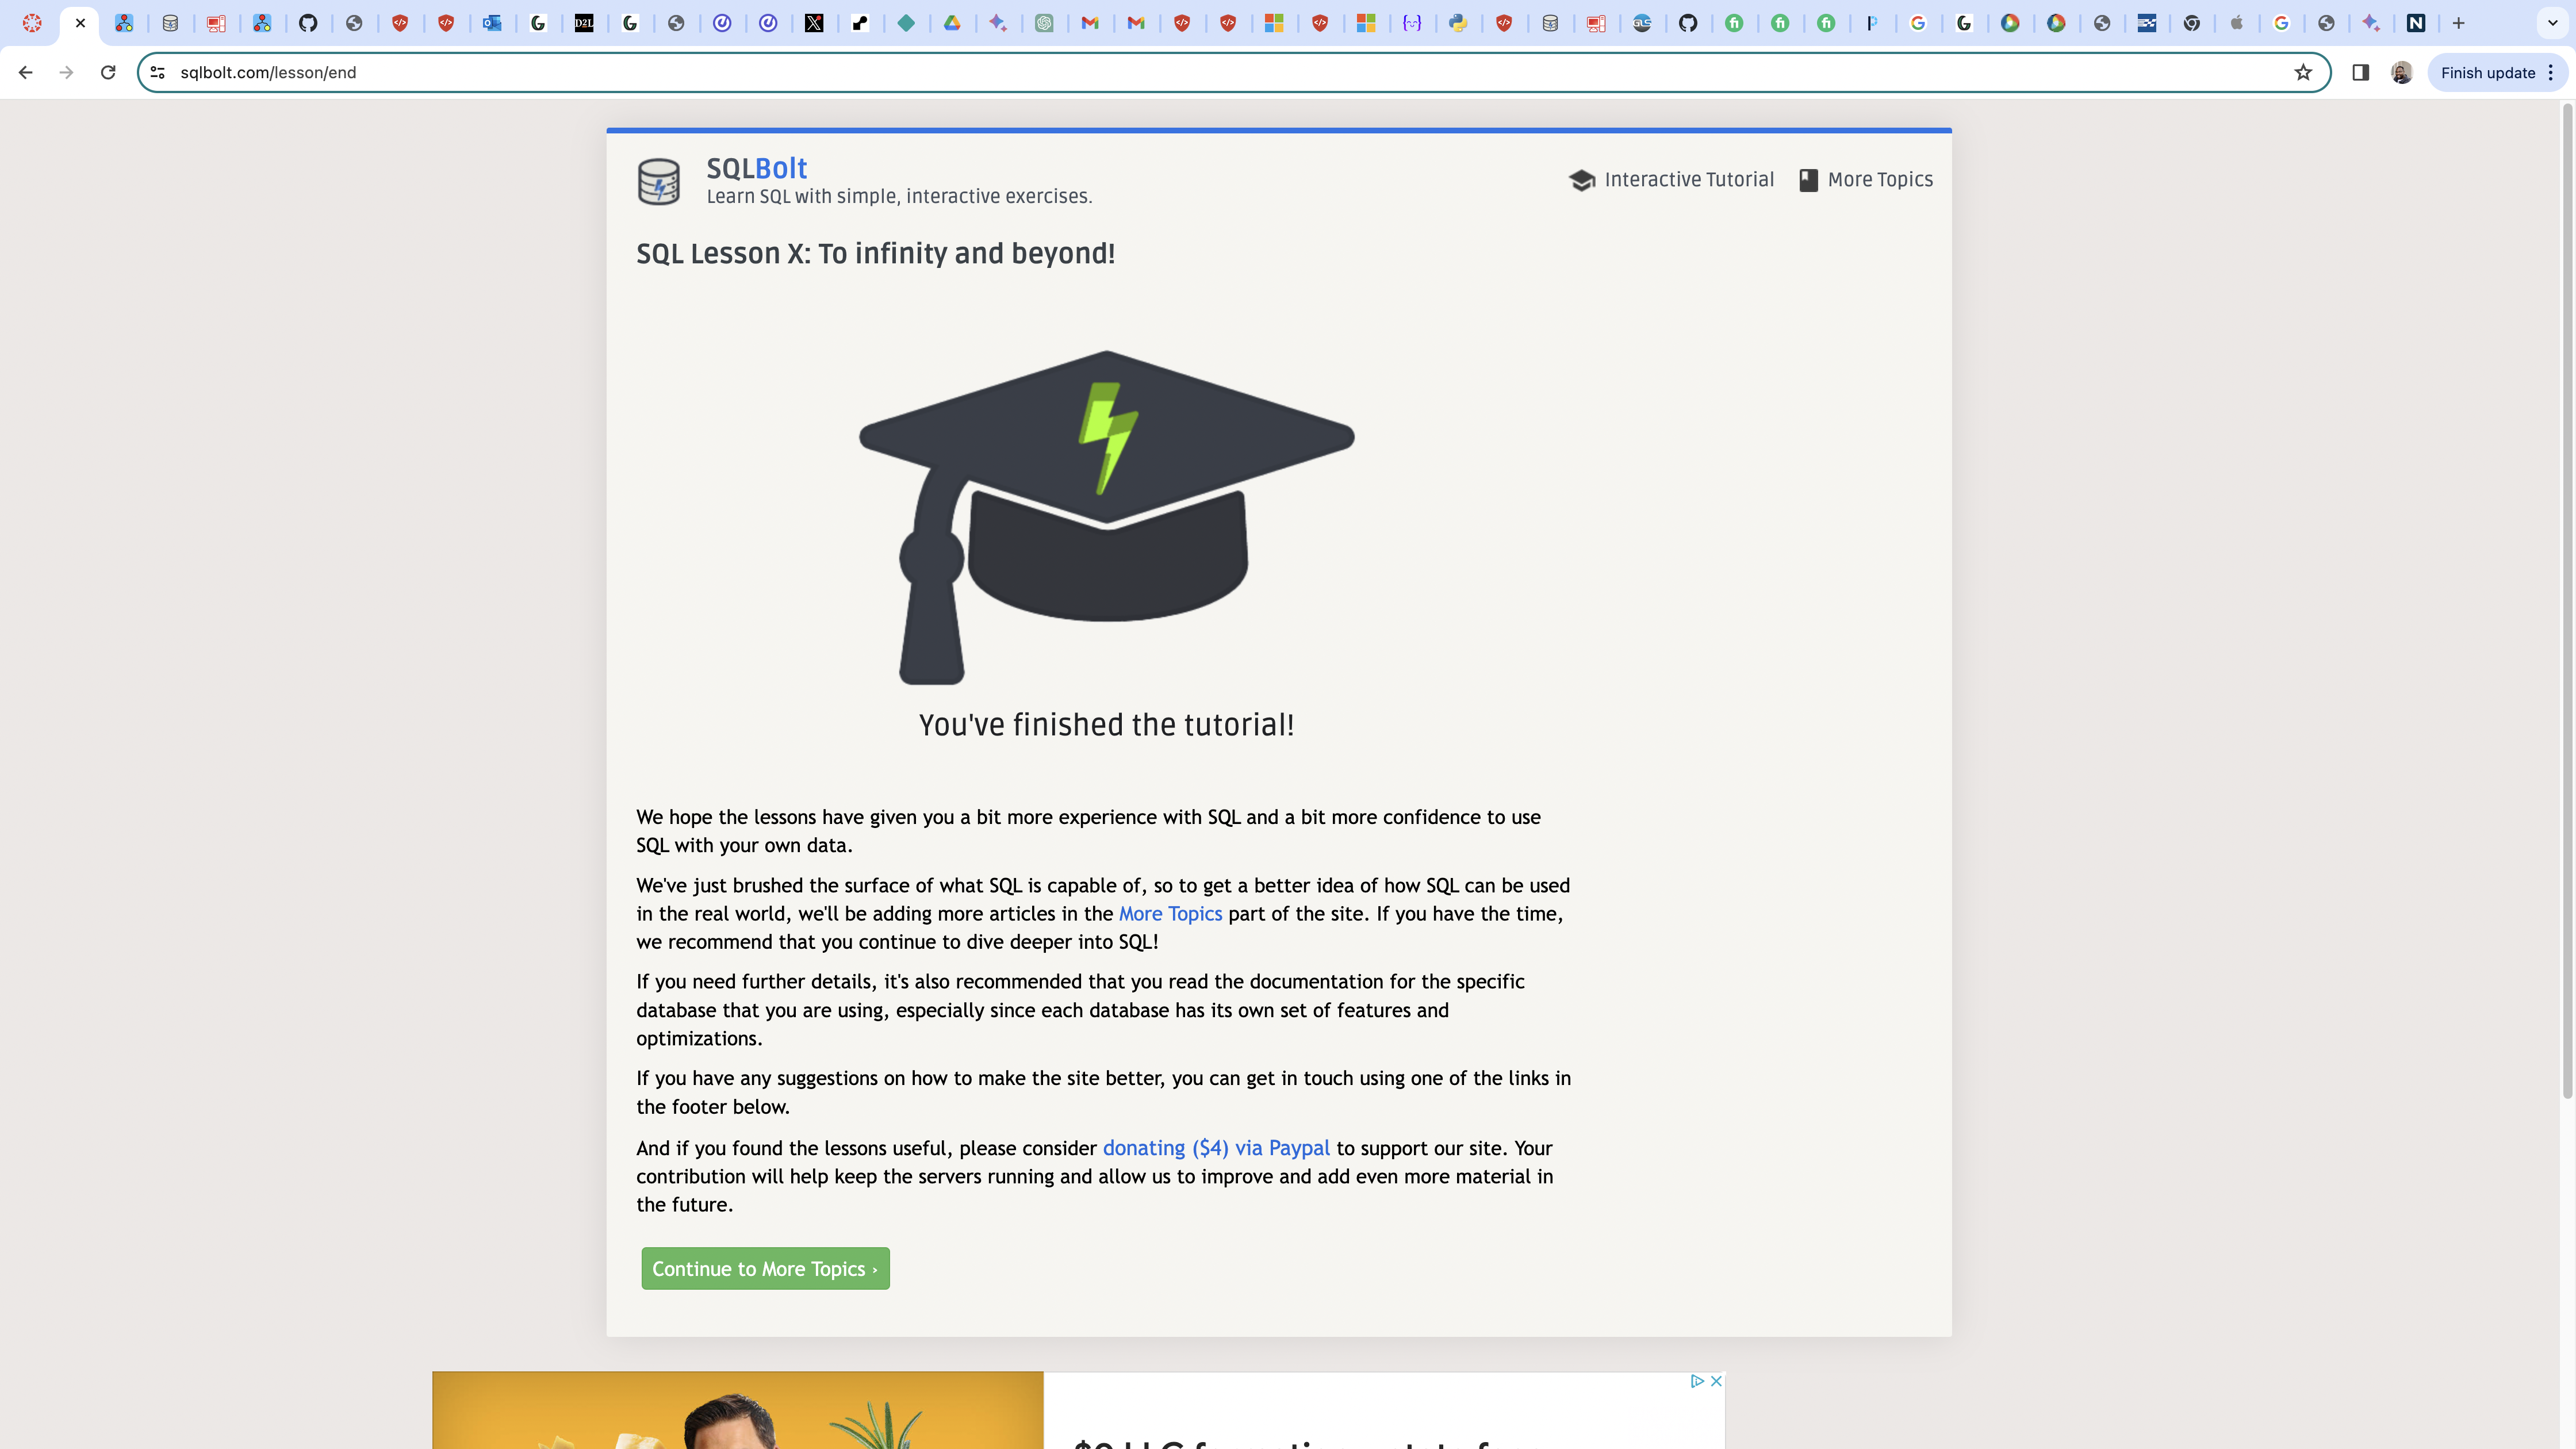 D2L
GLS
sqlbolt.com/lesson/end
Finish update
SQLBolt
Learn SQL with simple, interactive exercises.
Interactive Tutorial
More Topics
SQL Lesson X: To infinity and beyond!
You've finished the tutorial!
We hope the lessons have given you a bit more experience with SQL and a bit more confidence to use
SQL with your own data.
We've just brushed the surface of what SQL is capable of, so to get a better idea of how SQL can be used
in the real world, we'll be adding more articles in the More Topics part of the site. If you have the time,
we recommend that you continue to dive deeper into SQL!
If you need further details, it's also recommended that you read the documentation for the specific
database that you are using, especially since each database has its own set of features and
optimizations.
If you have any suggestions on how to make the site better, you can get in touch using one of the links in
the footer below.
And if you found the lessons useful, please consider donating ($4) via Paypal to support our site. Your
contribution will help keep the servers running and allow us to improve and add even more material in
the future.
Continue to More Topics ›